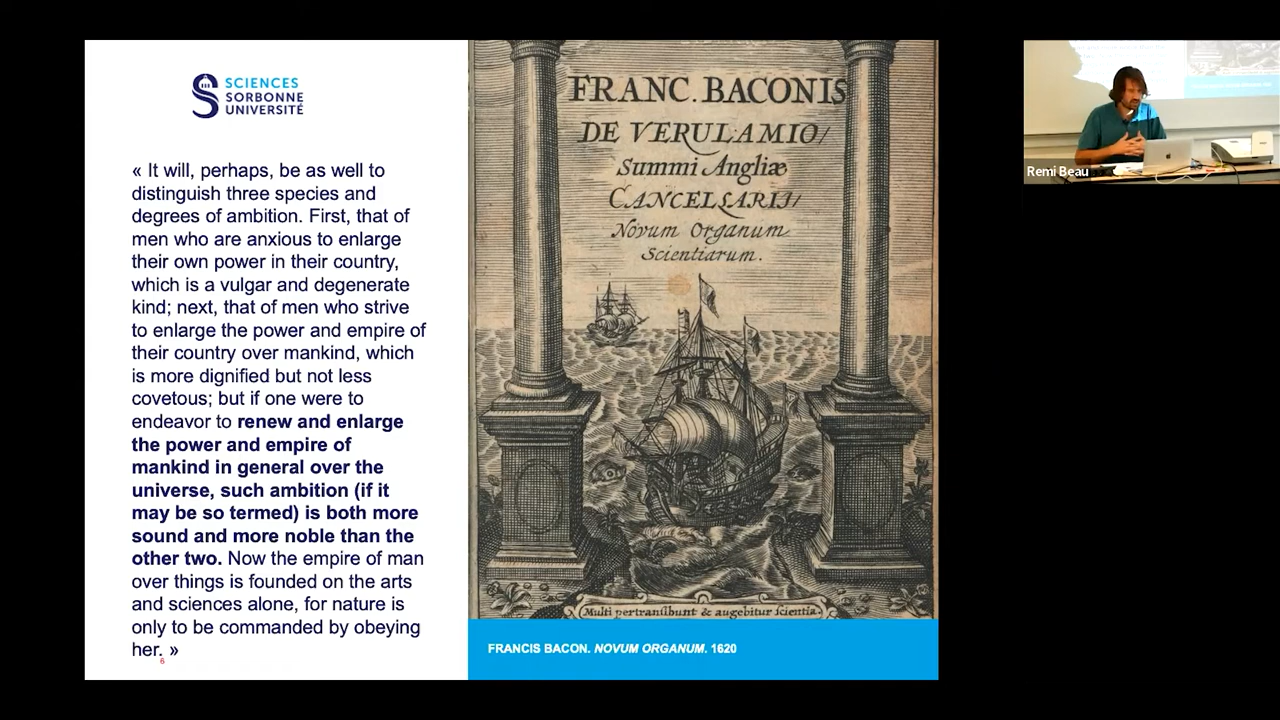 SCIENCES
SORBONNE
UNIVERSITÉ
« It will, perhaps, be as well to
distinguish three species and
degrees of ambition. First, that of
men who are anxious to enlarge
their own power in their country,
which is a vulgar and degenerate
kind; next, that of men who strive
to enlarge the power and empire of
their country over mankind, which
is more dignified but not less
covetous; but if one were to
endeavor to renew and enlarge
the power and empire of
mankind in general over the
universe, such ambition (if it
may be so termed) is both more
sound and more noble than the
other two. Now the empire of man
over things is founded on the arts
and sciences alone, for nature is
only to be commanded by obeying
her. »
6
FRANC. BACONIS
DE VERULAMIO/
Summi Angliæ
CANCELLARII/
Novum Organum
Scientiarum.
Multi pertransibunt & augebitur scientia.
FRANCIS BACON. NOVUM ORGANUM. 1620
Remi Beau